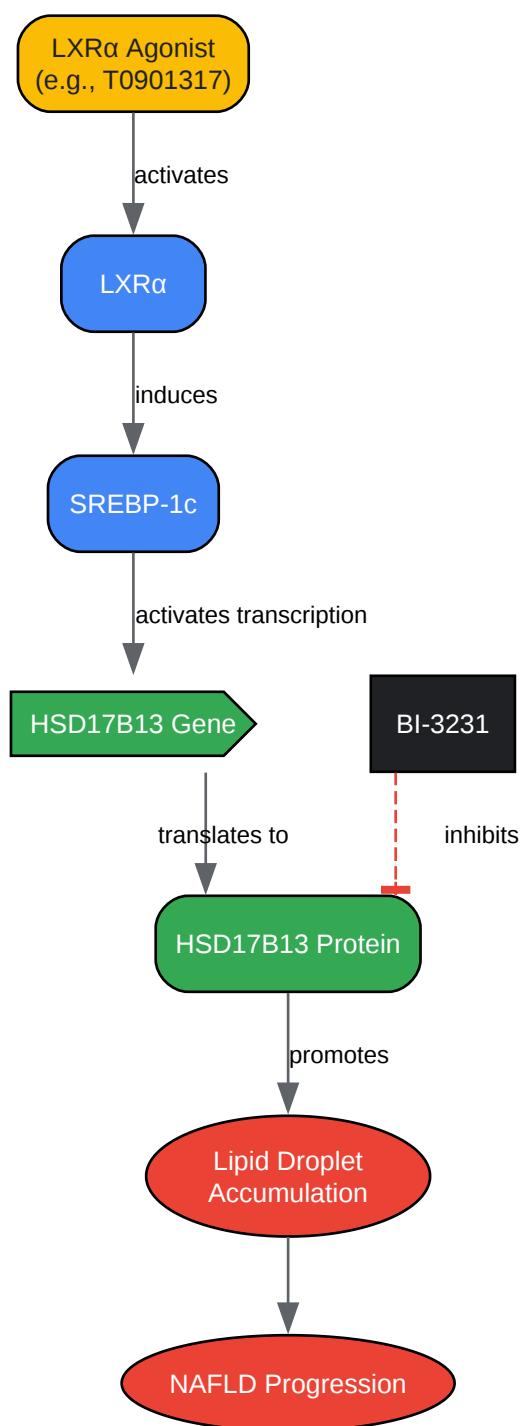 LXRα Agonist
(e.g., T0901317)
activates
LXRα
induces
SREBP-1c
activates transcription
HSD17B13 Gene
BI-3231
translates to
inhibits
HSD17B13 Protein
promotes
Lipid Droplet
Accumulation
NAFLD Progression